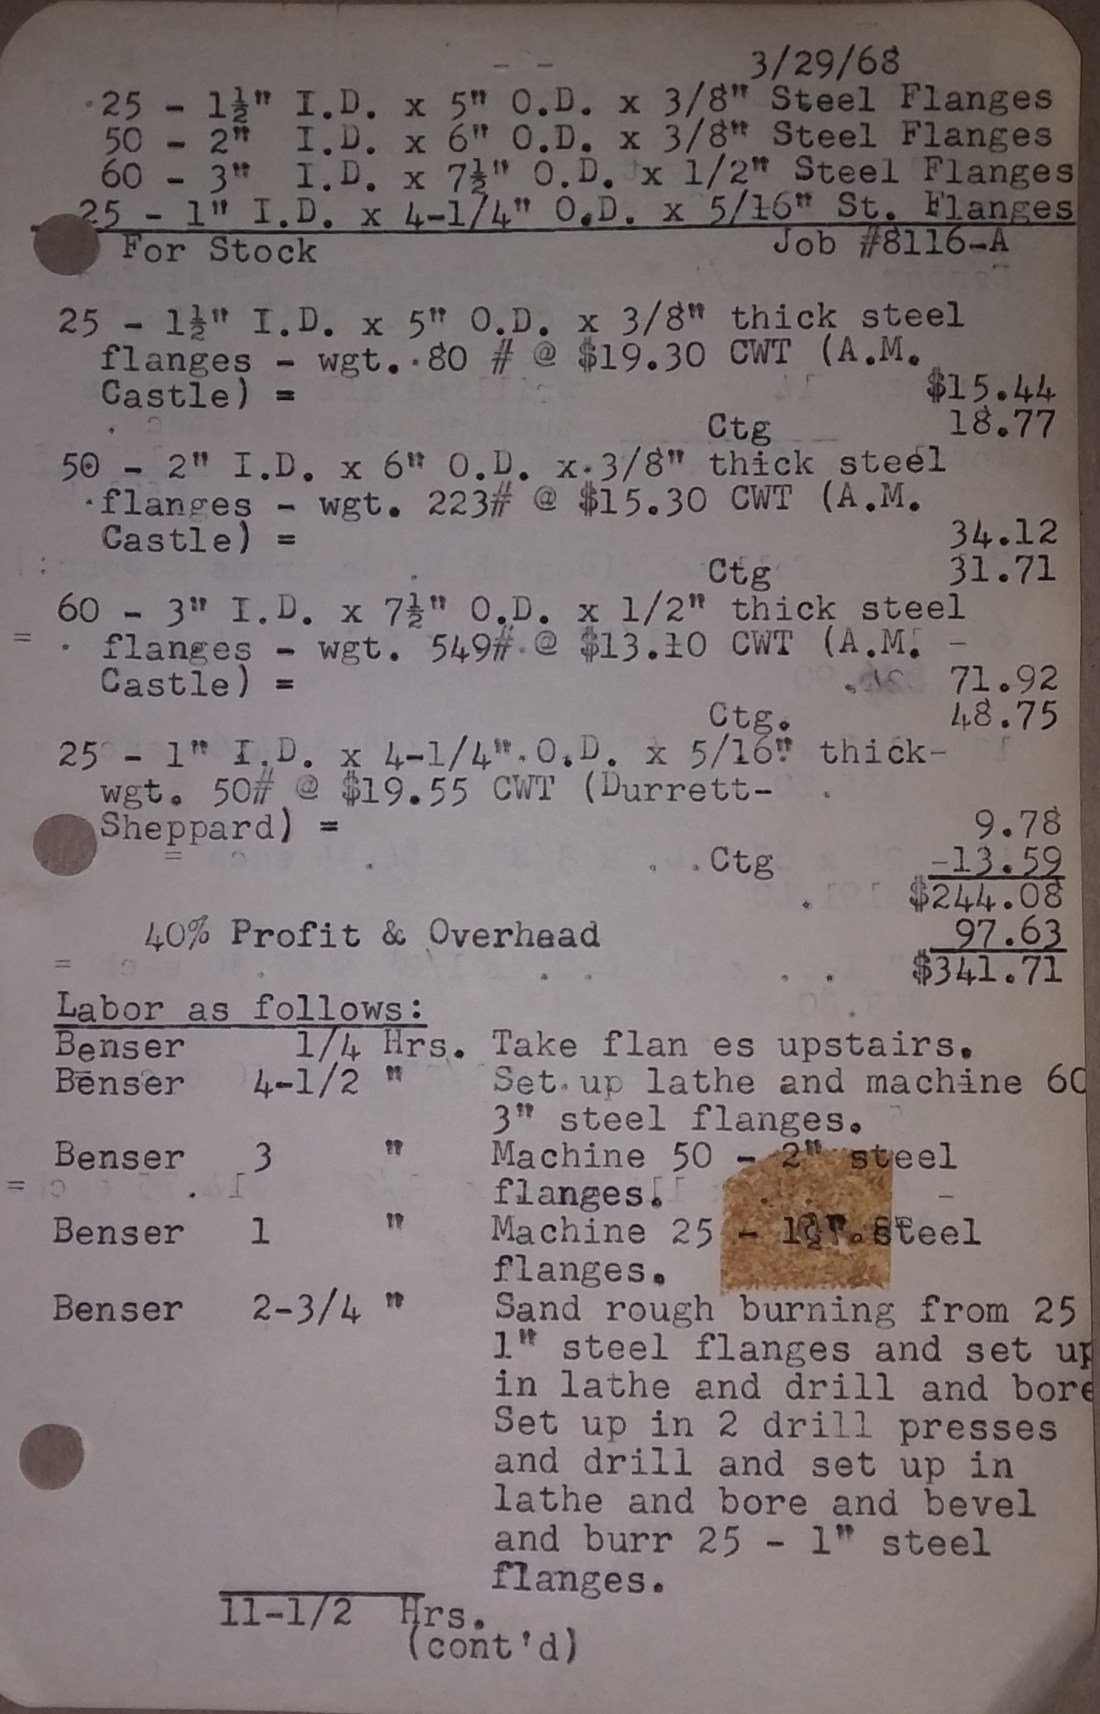 3/29/68
25 - 1½" I.D. x 5" O.D. x 3/8" Steel Flanges
50 - 2" I.D. x 6" O.D. x 3/8" Steel Flanges
60 - 3" I.D. x 7½" O.D. x 1/2" Steel Flanges
25 - 1" I.D. x 4-1/4" O.D. x 5/16" St. Flanges
For Stock Job #8116-A
25 - 1½" I.D. x 5" O.D. x 3/8" thick steel
flanges - wgt. 80 # @ $19.30 CWT (A.M.
Castle) = $15.44
Ctg 18.77
50 - 2" I.D. x 6" O.D. x 3/8" thick steel
flanges - wgt. 223# @ $15.30 CWT (A.M.
Castle) = 34.12
Ctg 31.71
60 - 3" I.D. x 7½" O.D. x 1/2" thick steel
flanges - wgt. 549# @ $13.10 CWT (A.M.
Castle) = 71.92
Ctg. 48.75
25 - 1" I.D. x 4-1/4" O.D. x 5/16" thick-
wgt. 50# @ $19.55 CWT (Durrett-
Sheppard) = 9.78
Ctg 13.59
$244.08
40% Profit & Overhead 97.63
$341.71
Labor as follows:
Benser 1/4 Hrs. Take flan es upstairs.
Benser 4-1/2 " Set up lathe and machine 60
3" steel flanges.
Benser 3 " Machine 50 - 2" steel
flanges.
Benser 1 " Machine 25 - 1½" steel
flanges.
Benser 2-3/4 " Sand rough burning from 25
1" steel flanges and set up
in lathe and drill and bore
Set up in 2 drill presses
and drill and set up in
lathe and bore and bevel
and burr 25 - 1" steel
flanges.
11-1/2 Hrs.
(cont'd)